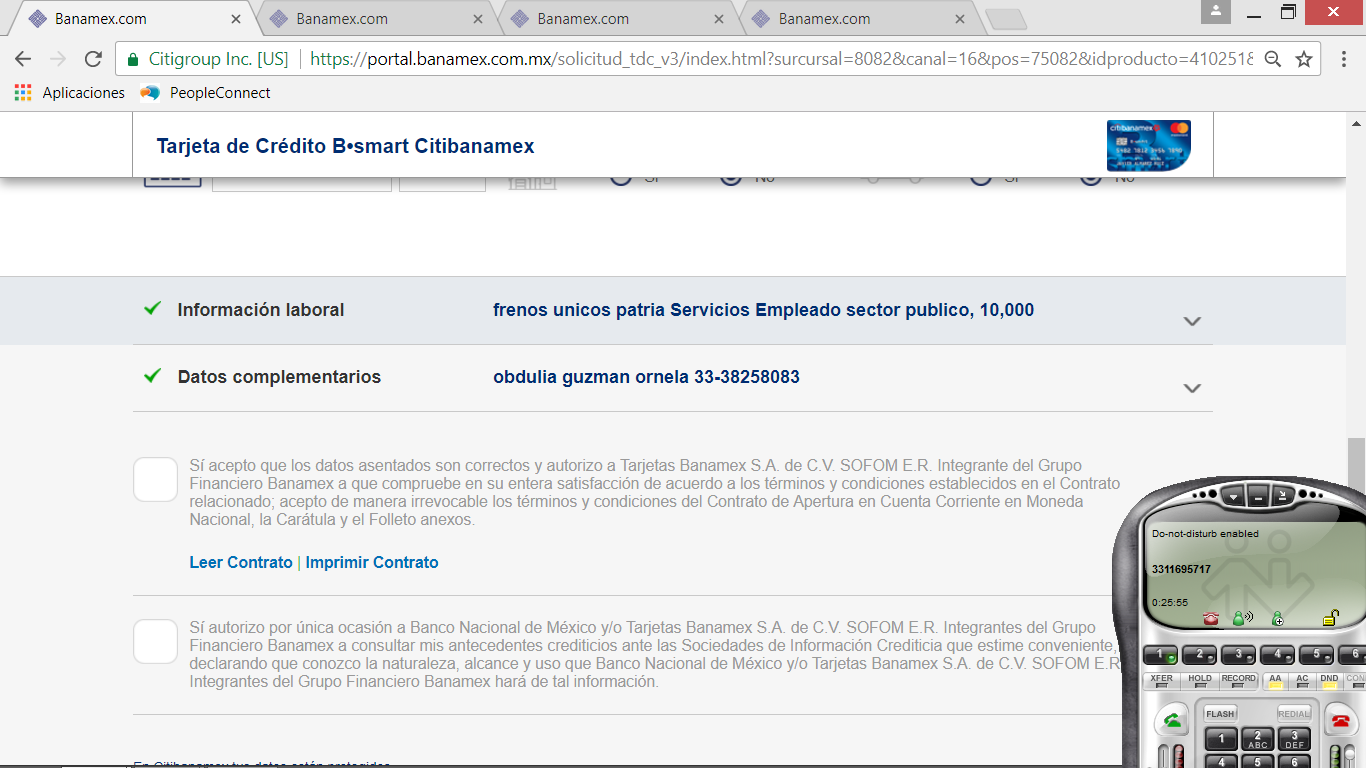 Banamex.com
Banamex.com
Banamex.com
Banamex.com
Citigroup Inc. [US]
https://portal.banamex.com.mx/solicitud_tdc_v3/index.html?sursursal=8082&canal=16&pos=75082&idproducto=410251&
Aplicaciones
PeopleConnect
Tarjeta de Crédito B•smart Citibanamex
citibanamex
Sí
No
Sí
No
Información laboral
frenos unicos patria Servicios Empleado sector publico, 10,000
Datos complementarios
obdulia guzman ornela 33-38258083
Sí acepto que los datos asentados son correctos y autorizo a Tarjetas Banamex S.A. de C.V. SOFOM E.R. Integrante del Grupo
Financiero Banamex a que compruebe en su entera satisfacción de acuerdo a los términos y condiciones establecidos en el Contrato
relacionado; acepto de manera irrevocable los términos y condiciones del Contrato de Apertura en Cuenta Corriente en Moneda
Nacional, la Carátula y el Folleto anexos.
Leer Contrato | Imprimir Contrato
Sí autorizo por única ocasión a Banco Nacional de México y/o Tarjetas Banamex S.A. de C.V. SOFOM E.R. Integrantes del Grupo
Financiero Banamex a consultar mis antecedentes crediticios ante las Sociedades de Información Crediticia que estime conveniente,
declarando que conozco la naturaleza, alcance y uso que Banco Nacional de México y/o Tarjetas Banamex S.A. de C.V. SOFOM E.R
Integrantes del Grupo Financiero Banamex hará de tal información.
En Citibanamex tus datos están protegidos
Do-not-disturb enabled
3311695717
0:25:55
1 2 3 4 5 6
XFER HOLD RECORD AA AC DND CON
FLASH REDIAL
1 2 ABC 3 DEF
4 5 6